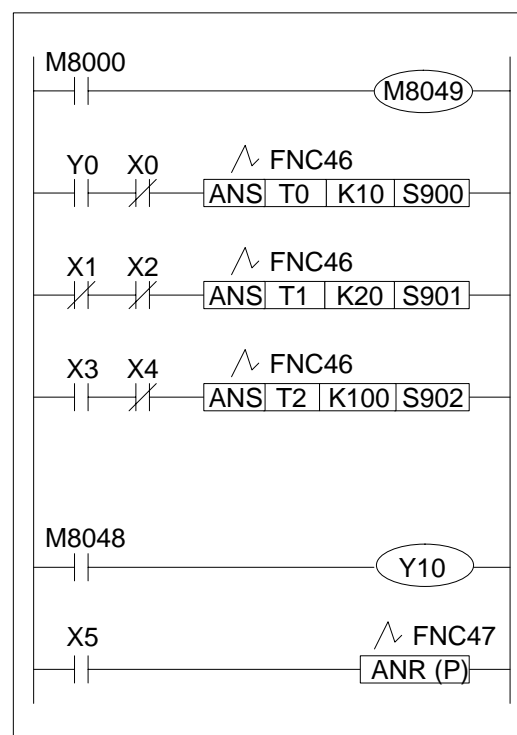 M8000
M8049
FNC46
Y0 X0
ANS T0 K10 S900
FNC46
X1 X2
ANS T1 K20 S901
FNC46
X3 X4
ANS T2 K100 S902
M8048
Y10
X5 FNC47
ANR (P)